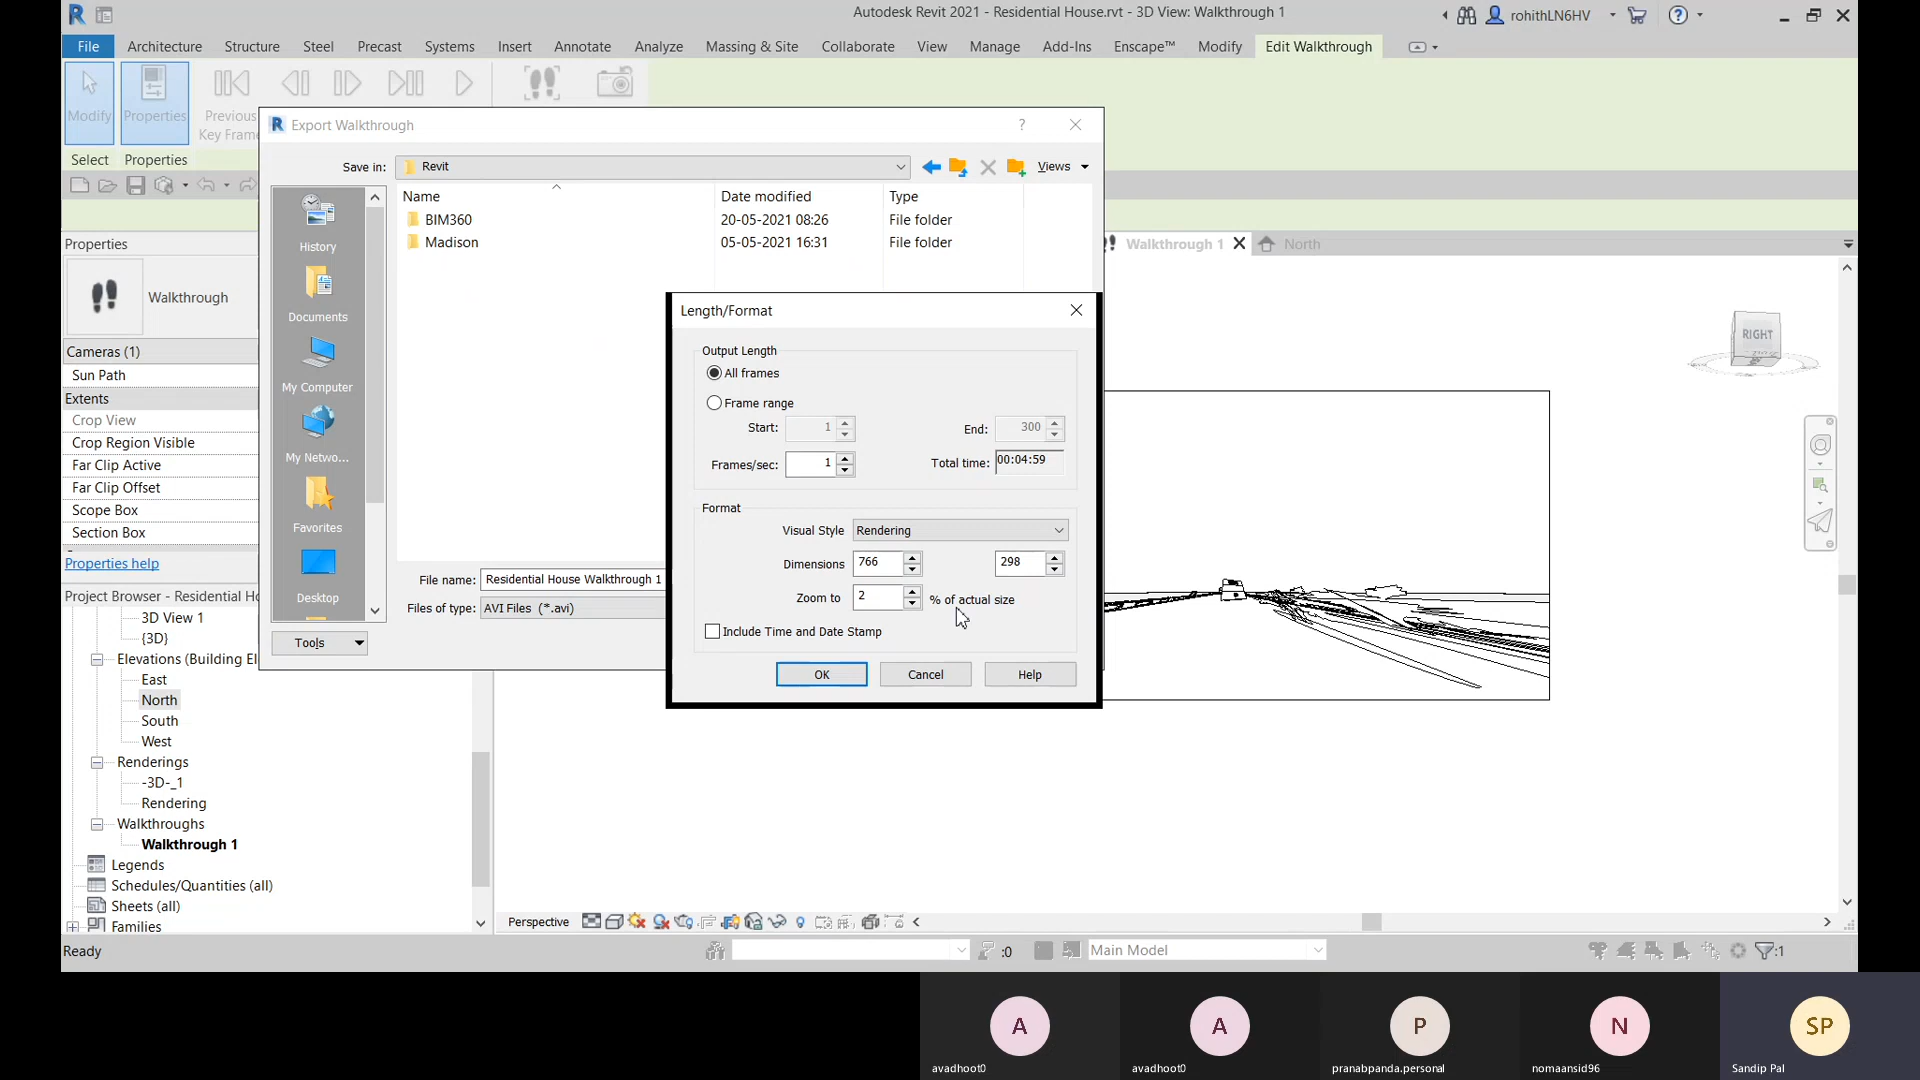 Autodesk Revit 2021 - Residential House.rvt - 3D View: Walkthrough 1
rohithLN6HV
File Architecture Structure Steel Precast Systems Insert Annotate Analyze Massing & Site Collaborate View Manage Add-Ins Enscape™ Modify Edit Walkthrough
Modify
Properties
Previous
Key Frame
Select
Properties
Export Walkthrough
Save in:
Revit
Views
Name
Date modified
Type
BIM360
20-05-2021 08:26
File folder
Madison
05-05-2021 16:31
File folder
History
Documents
My Computer
My Netwo...
Favorites
Desktop
File name:
Residential House Walkthrough 1
Files of type:
AVI Files (*.avi)
Tools
Length/Format
Output Length
All frames
Frame range
Start:
1
End:
300
Frames/sec:
1
Total time:
00:04:59
Format
Visual Style
Rendering
Dimensions
766
298
Zoom to
2
% of actual size
Include Time and Date Stamp
OK
Cancel
Help
Walkthrough 1
North
RIGHT
Properties
Walkthrough
Cameras (1)
Sun Path
Extents
Crop View
Crop Region Visible
Far Clip Active
Far Clip Offset
Scope Box
Section Box
Properties help
Project Browser - Residential Ho
3D View 1
{3D}
Elevations (Building El
East
North
South
West
Renderings
-3D-_1
Rendering
Walkthroughs
Walkthrough 1
Legends
Schedules/Quantities (all)
Sheets (all)
Families
Perspective
Ready
:0
Main Model
:1
A
avadhoot0
A
avadhoot0
P
pranabpanda.personal
N
nomaansid96
SP
Sandip Pal